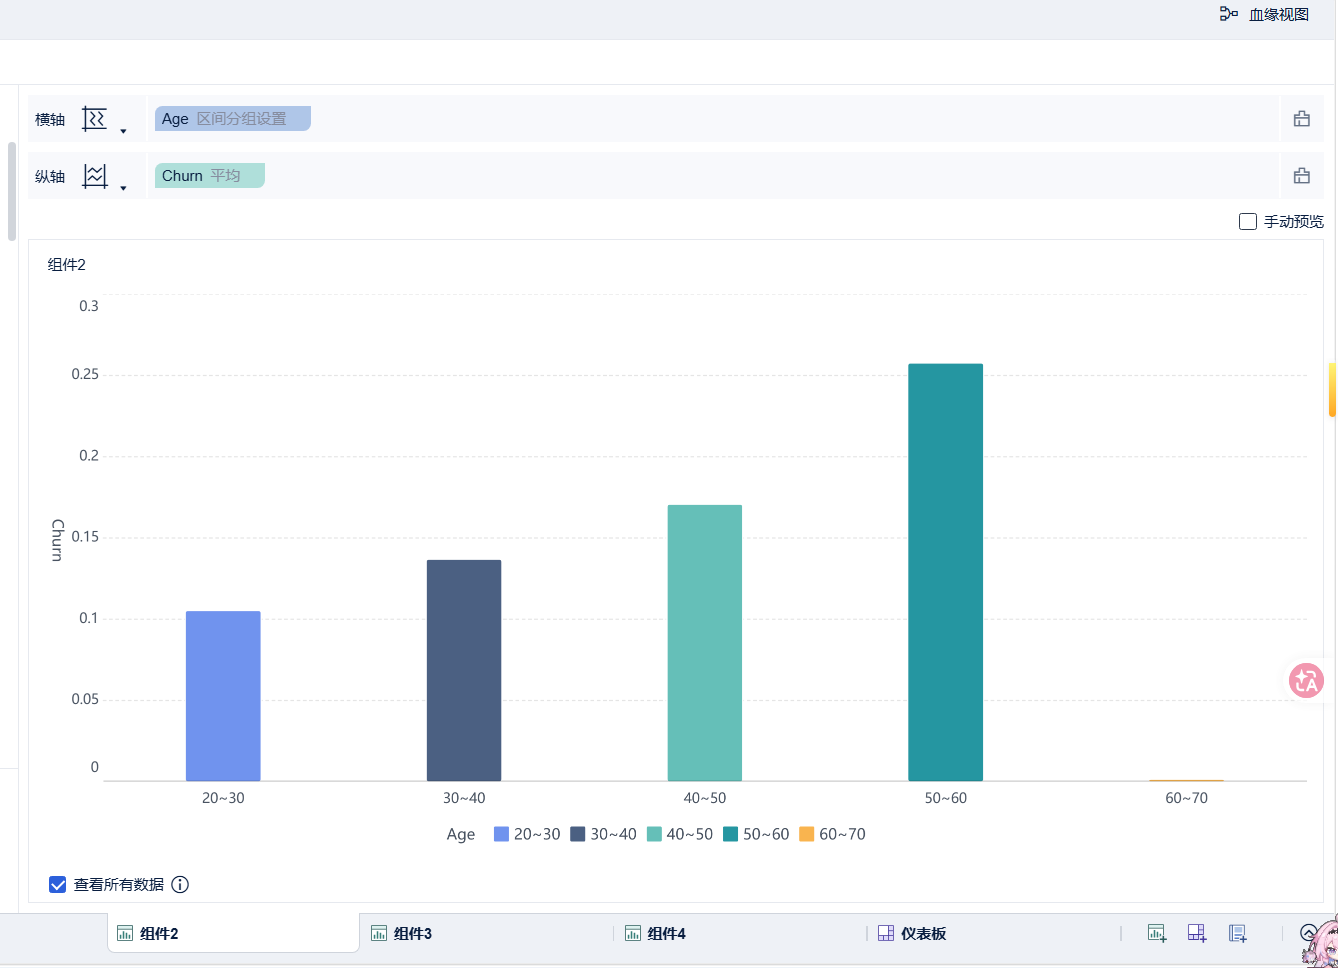 血缘视图
横轴
Age 区间分组设置
纵轴
Churn 平均
手动预览
组件2
0.3
0.25
0.2
0.15
0.1
0.05
0
Churn
20~30
30~40
40~50
50~60
60~70
Age 20~30 30~40 40~50 50~60 60~70
查看所有数据
组件2
组件3
组件4
仪表板